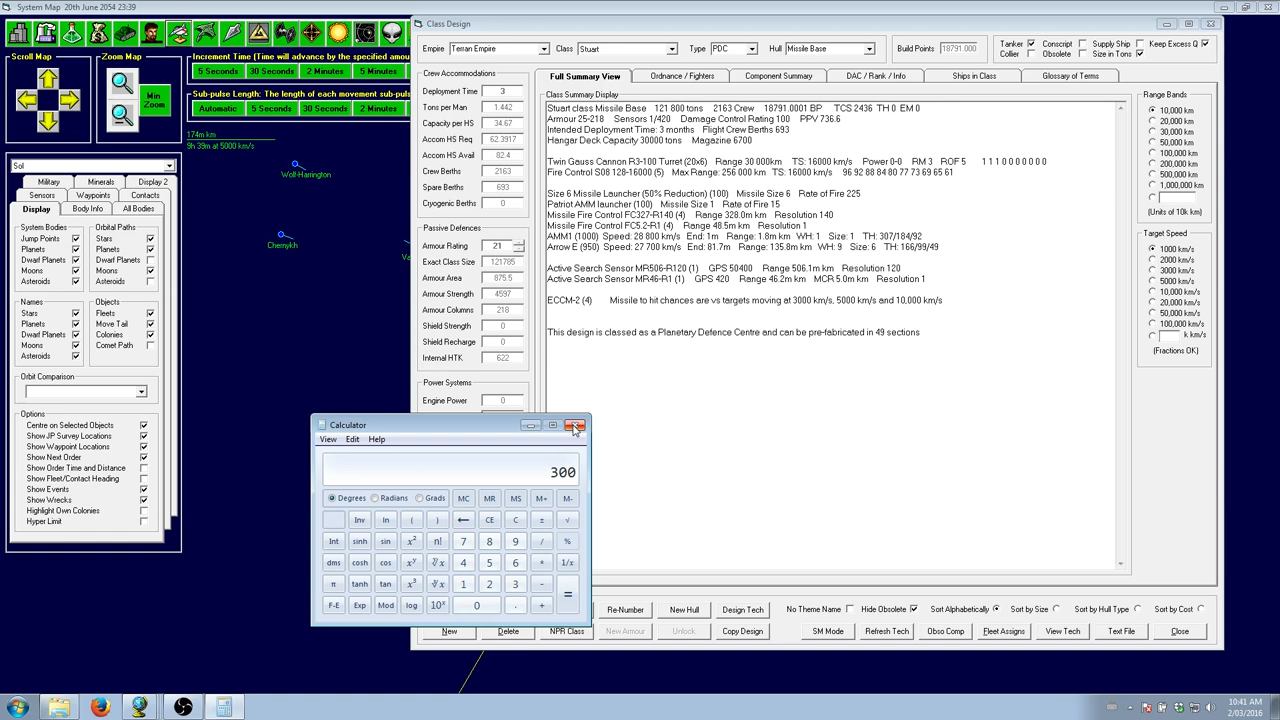 System Map 20th June 2054 23:39
Scroll Map
Zoom Map
Min Zoom
Increment Time (Time will advance by the specified amou
5 Seconds 30 Seconds 2 Minutes 5 Minutes
Sub-pulse Length: The length of each movement sub-puls
Automatic 5 Seconds 30 Seconds 2 Minutes
174m km
9h 39m at 5000 km/s
Wolf-Harrington
Chernykh
Sol
Military Minerals Display 2
Sensors Waypoints Contacts
Display Body Info All Bodies
System Bodies
Jump Points
Planets
Dwarf Planets
Moons
Asteroids
Orbital Paths
Stars
Planets
Dwarf Planets
Moons
Asteroids
Names
Stars
Planets
Dwarf Planets
Moons
Asteroids
Objects
Fleets
Move Tail
Colonies
Comet Path
Orbit Comparison
Options
Centre on Selected Objects
Show JP Survey Locations
Show Waypoint Locations
Show Next Order
Show Order Time and Distance
Show Fleet/Contact Heading
Show Events
Show Wrecks
Highlight Own Colonies
Hyper Limit
Class Design
Empire Terran Empire Class Stuart Type PDC Hull Missile Base Build Points 18791.000
Tanker Conscript Supply Ship Keep Excess Q
Collier Obsolete Size in Tons
Crew Accommodations
Deployment Time 3
Tons per Man 1.442
Capacity per HS 34.67
Accom HS Req 62.3917
Accom HS Avail 82.4
Crew Berths 2163
Spare Berths 693
Cryogenic Berths 0
Passive Defences
Armour Rating 21
Exact Class Size 121785
Armour Area 875.5
Armour Strength 4597
Armour Columns 218
Shield Strength 0
Shield Recharge 0
Internal HTK 622
Power Systems
Engine Power 0
Full Summary View Ordnance / Fighters Component Summary DAC / Rank / Info Ships in Class Glossary of Terms
Class Summary Display
Stuart class Missile Base 121 800 tons 2163 Crew 18791.0001 BP TCS 2436 TH 0 EM 0
Armour 25-218 Sensors 1/420 Damage Control Rating 100 PPV 736.6
Intended Deployment Time: 3 months Flight Crew Berths 693
Hangar Deck Capacity 30000 tons Magazine 6700
Twin Gauss Cannon R3-100 Turret (20x6) Range 30 000km TS: 16000 km/s Power 0-0 RM 3 ROF 5 1 1 1 0 0 0 0 0 0 0
Fire Control S08 128-16000 (5) Max Range: 256 000 km TS: 16000 km/s 96 92 88 84 80 77 73 69 65 61
Size 6 Missile Launcher (50% Reduction) (100) Missile Size 6 Rate of Fire 225
Patriot AMM launcher (100) Missile Size 1 Rate of Fire 15
Missile Fire Control FC327-R140 (4) Range 328.0m km Resolution 140
Missile Fire Control FC5.2-R1 (4) Range 48.5m km Resolution 1
AMM1 (1000) Speed: 28 800 km/s End: 1m Range: 1.8m km WH: 1 Size: 1 TH: 307/184/92
Arrow E (950) Speed: 27 700 km/s End: 81.7m Range: 135.8m km WH: 9 Size: 6 TH: 166/99/49
Active Search Sensor MR506-R120 (1) GPS 50400 Range 506.1m km Resolution 120
Active Search Sensor MR46-R1 (1) GPS 420 Range 46.2m km MCR 5.0m km Resolution 1
ECCM-2 (4) Missile to hit chances are vs targets moving at 3000 km/s, 5000 km/s and 10,000 km/s
This design is classed as a Planetary Defence Centre and can be pre-fabricated in 49 sections
Range Bands
10,000 km
20,000 km
30,000 km
50,000 km
100,000 km
200,000 km
500,000 km
1,000,000 km
(Units of 10k km)
Target Speed
1000 km/s
2000 km/s
3000 km/s
5000 km/s
10,000 km/s
20,000 km/s
50,000 km/s
100,000 km/s
k km/s
(Fractions OK)
Re-Number New Hull Design Tech No Theme Name Hide Obsolete Sort Alphabetically Sort by Size Sort by Hull Type Sort by Cost
New Delete NPR Class New Armour Unlock Copy Design SM Mode Refresh Tech Obso Comp Fleet Assigns View Tech Text File Close
Calculator
View Edit Help
300
Degrees Radians Grads MC MR MS M+ M-
Inv ln ( ) ← CE C ± √
Int sinh sin x² n! 7 8 9 / %
dms cosh cos xʸ ʸ√x 4 5 6 * 1/x
π tanh tan x³ ³√x 1 2 3 - =
F-E Exp Mod log 10ˣ 0 . +
10:41 AM
2/03/2016